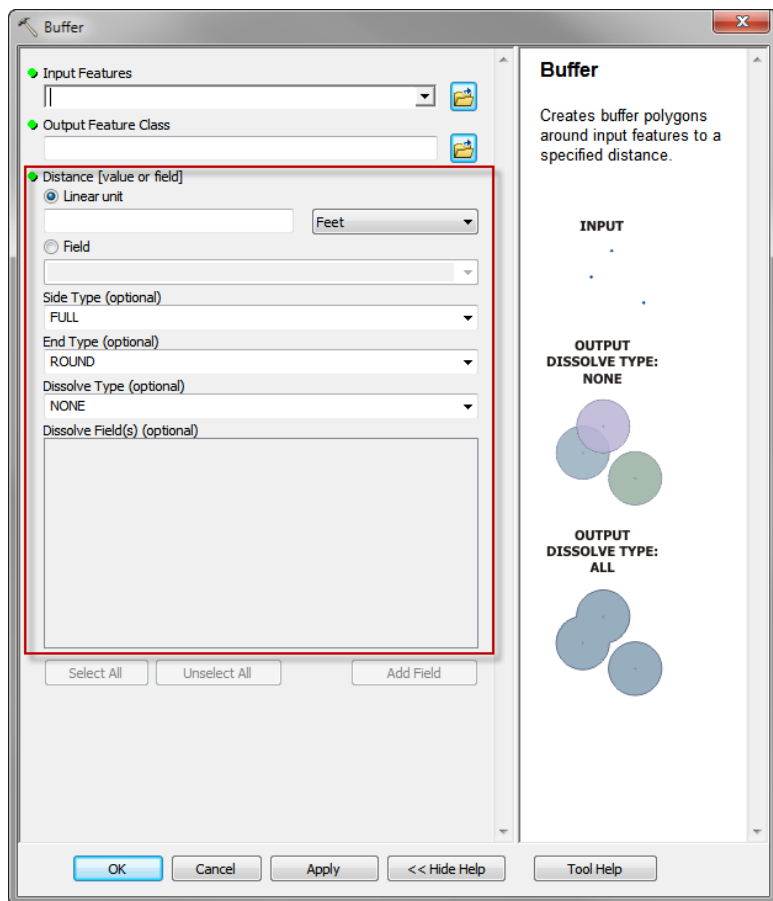 Buffer
Input Features
Output Feature Class
Distance [value or field]
Linear unit
Feet
Field
Side Type (optional)
FULL
End Type (optional)
ROUND
Dissolve Type (optional)
NONE
Dissolve Field(s) (optional)
Select All
Unselect All
Add Field
Buffer
Creates buffer polygons
around input features to a
specified distance.
INPUT
OUTPUT
DISSOLVE TYPE:
NONE
OUTPUT
DISSOLVE TYPE:
ALL
OK
Cancel
Apply
<< Hide Help
Tool Help